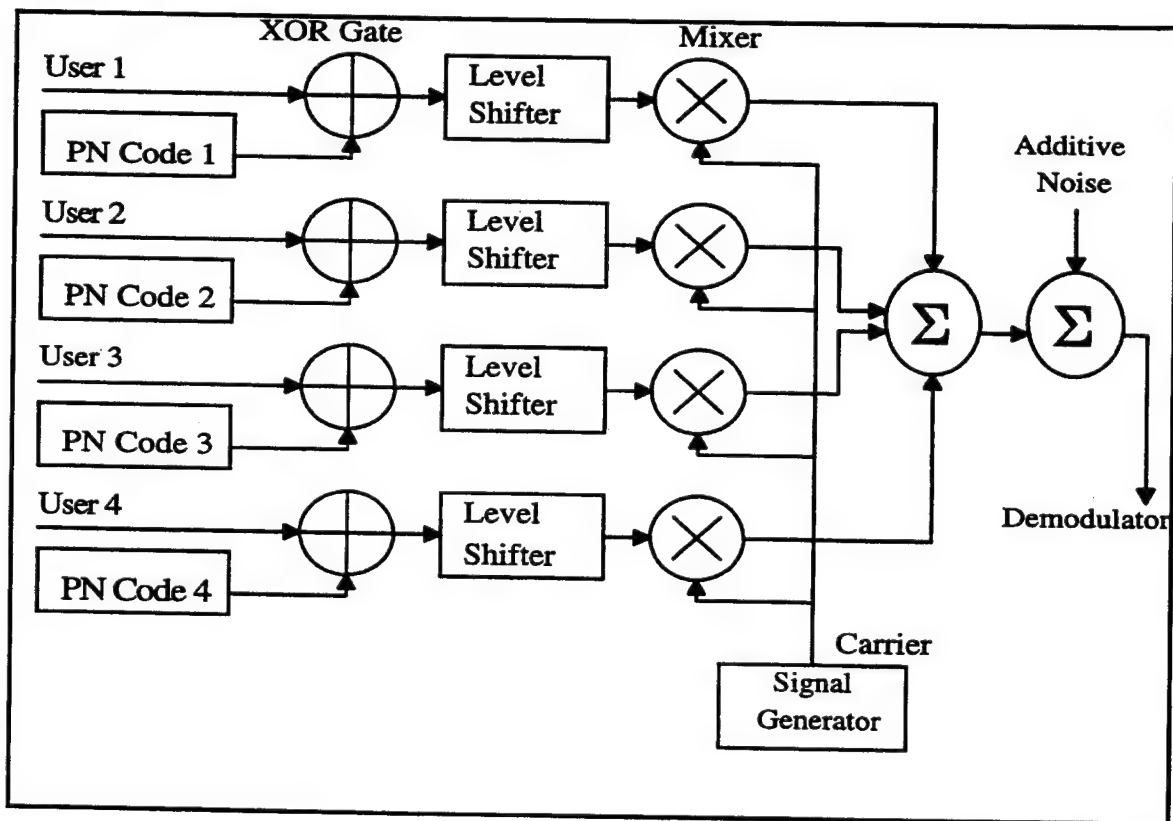 XOR Gate
Mixer
User 1
Level
Shifter
PN Code 1
Additive
Noise
User 2
Level
Shifter
PN Code 2
Σ
Σ
User 3
Level
Shifter
PN Code 3
User 4
Level
Shifter
Demodulator
PN Code 4
Carrier
Signal
Generator